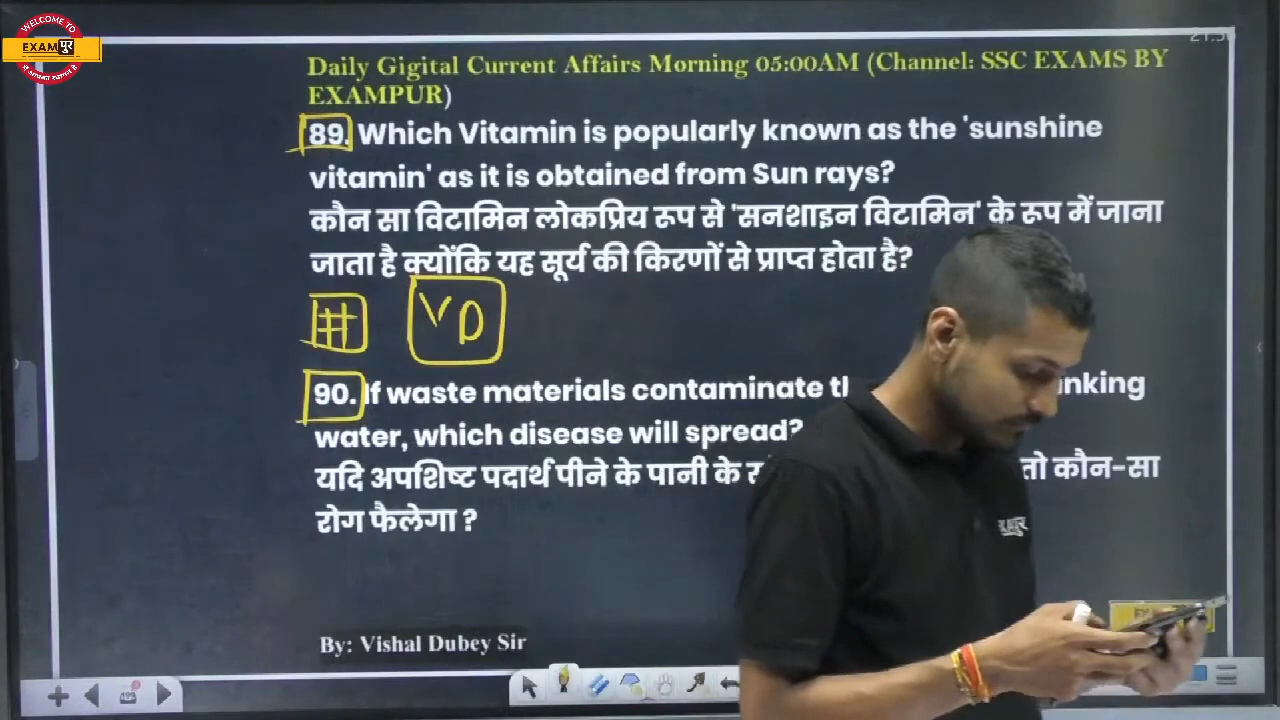 WELCOME TO
EXAMपुर
Daily Gigital Current Affairs Morning 05:00AM (Channel: SSC EXAMS BY
EXAMPUR)
89. Which Vitamin is popularly known as the 'sunshine
vitamin' as it is obtained from Sun rays?
कौन सा विटामिन लोकप्रिय रूप से 'सनशाइन विटामिन' के रूप में जाना
जाता है क्योंकि यह सूर्य की किरणों से प्राप्त होता है?
# VD
90. If waste materials contaminate
water, which disease will spread?
यदि अपशिष्ट पदार्थ पीने के पानी के तो कौन-सा
रोग फैलेगा ?
By: Vishal Dubey Sir